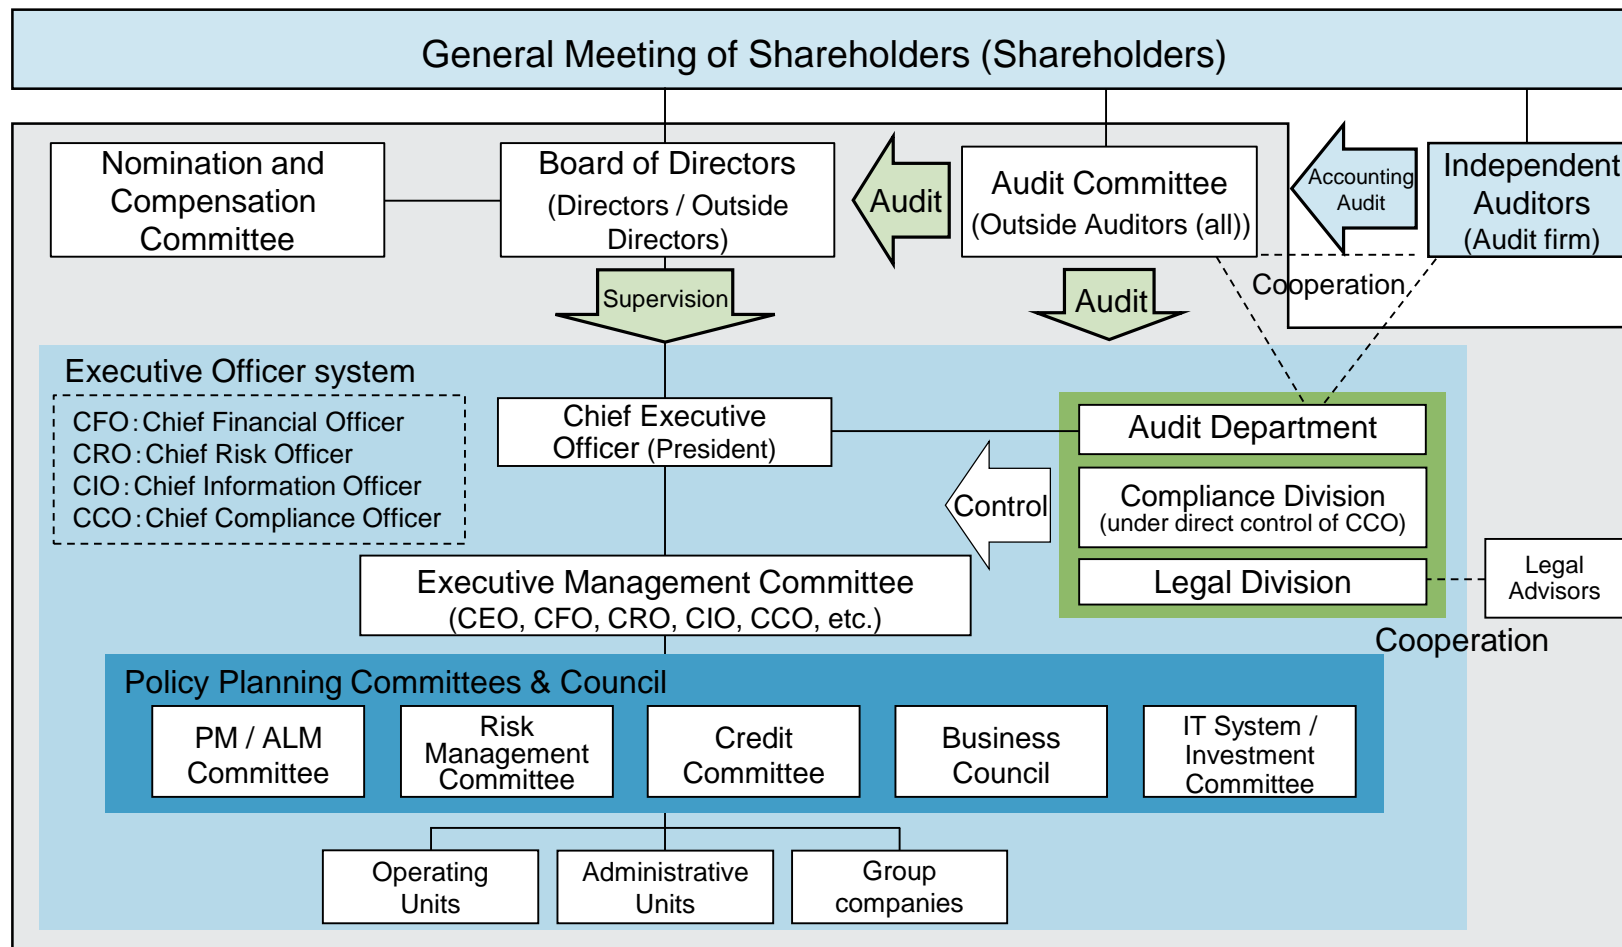 General Meeting of Shareholders (Shareholders)
Nomination and
Compensation
Committee
Board of Directors
(Directors / Outside
Directors)
Audit
Audit Committee
(Outside Auditors (all))
Accounting
Audit
Independent
Auditors
(Audit firm)
Cooperation
Supervision
Audit
Executive Officer system
CFO:Chief Financial Officer
CRO:Chief Risk Officer
CIO:Chief Information Officer
CCO:Chief Compliance Officer
Chief Executive
Officer (President)
Audit Department
Control
Compliance Division
(under direct control of CCO)
Legal Division
Legal
Advisors
Cooperation
Executive Management Committee
(CEO, CFO, CRO, CIO, CCO, etc.)
Policy Planning Committees & Council
PM / ALM
Committee
Risk
Management
Committee
Credit
Committee
Business
Council
IT System /
Investment
Committee
Operating
Units
Administrative
Units
Group
companies